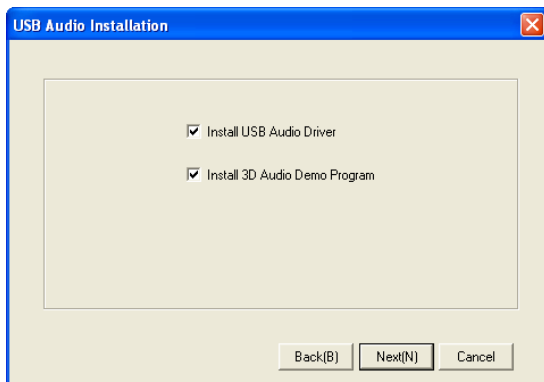 USB Audio Installation
Install USB Audio Driver
Install 3D Audio Demo Program
Back(B) Next(N) Cancel